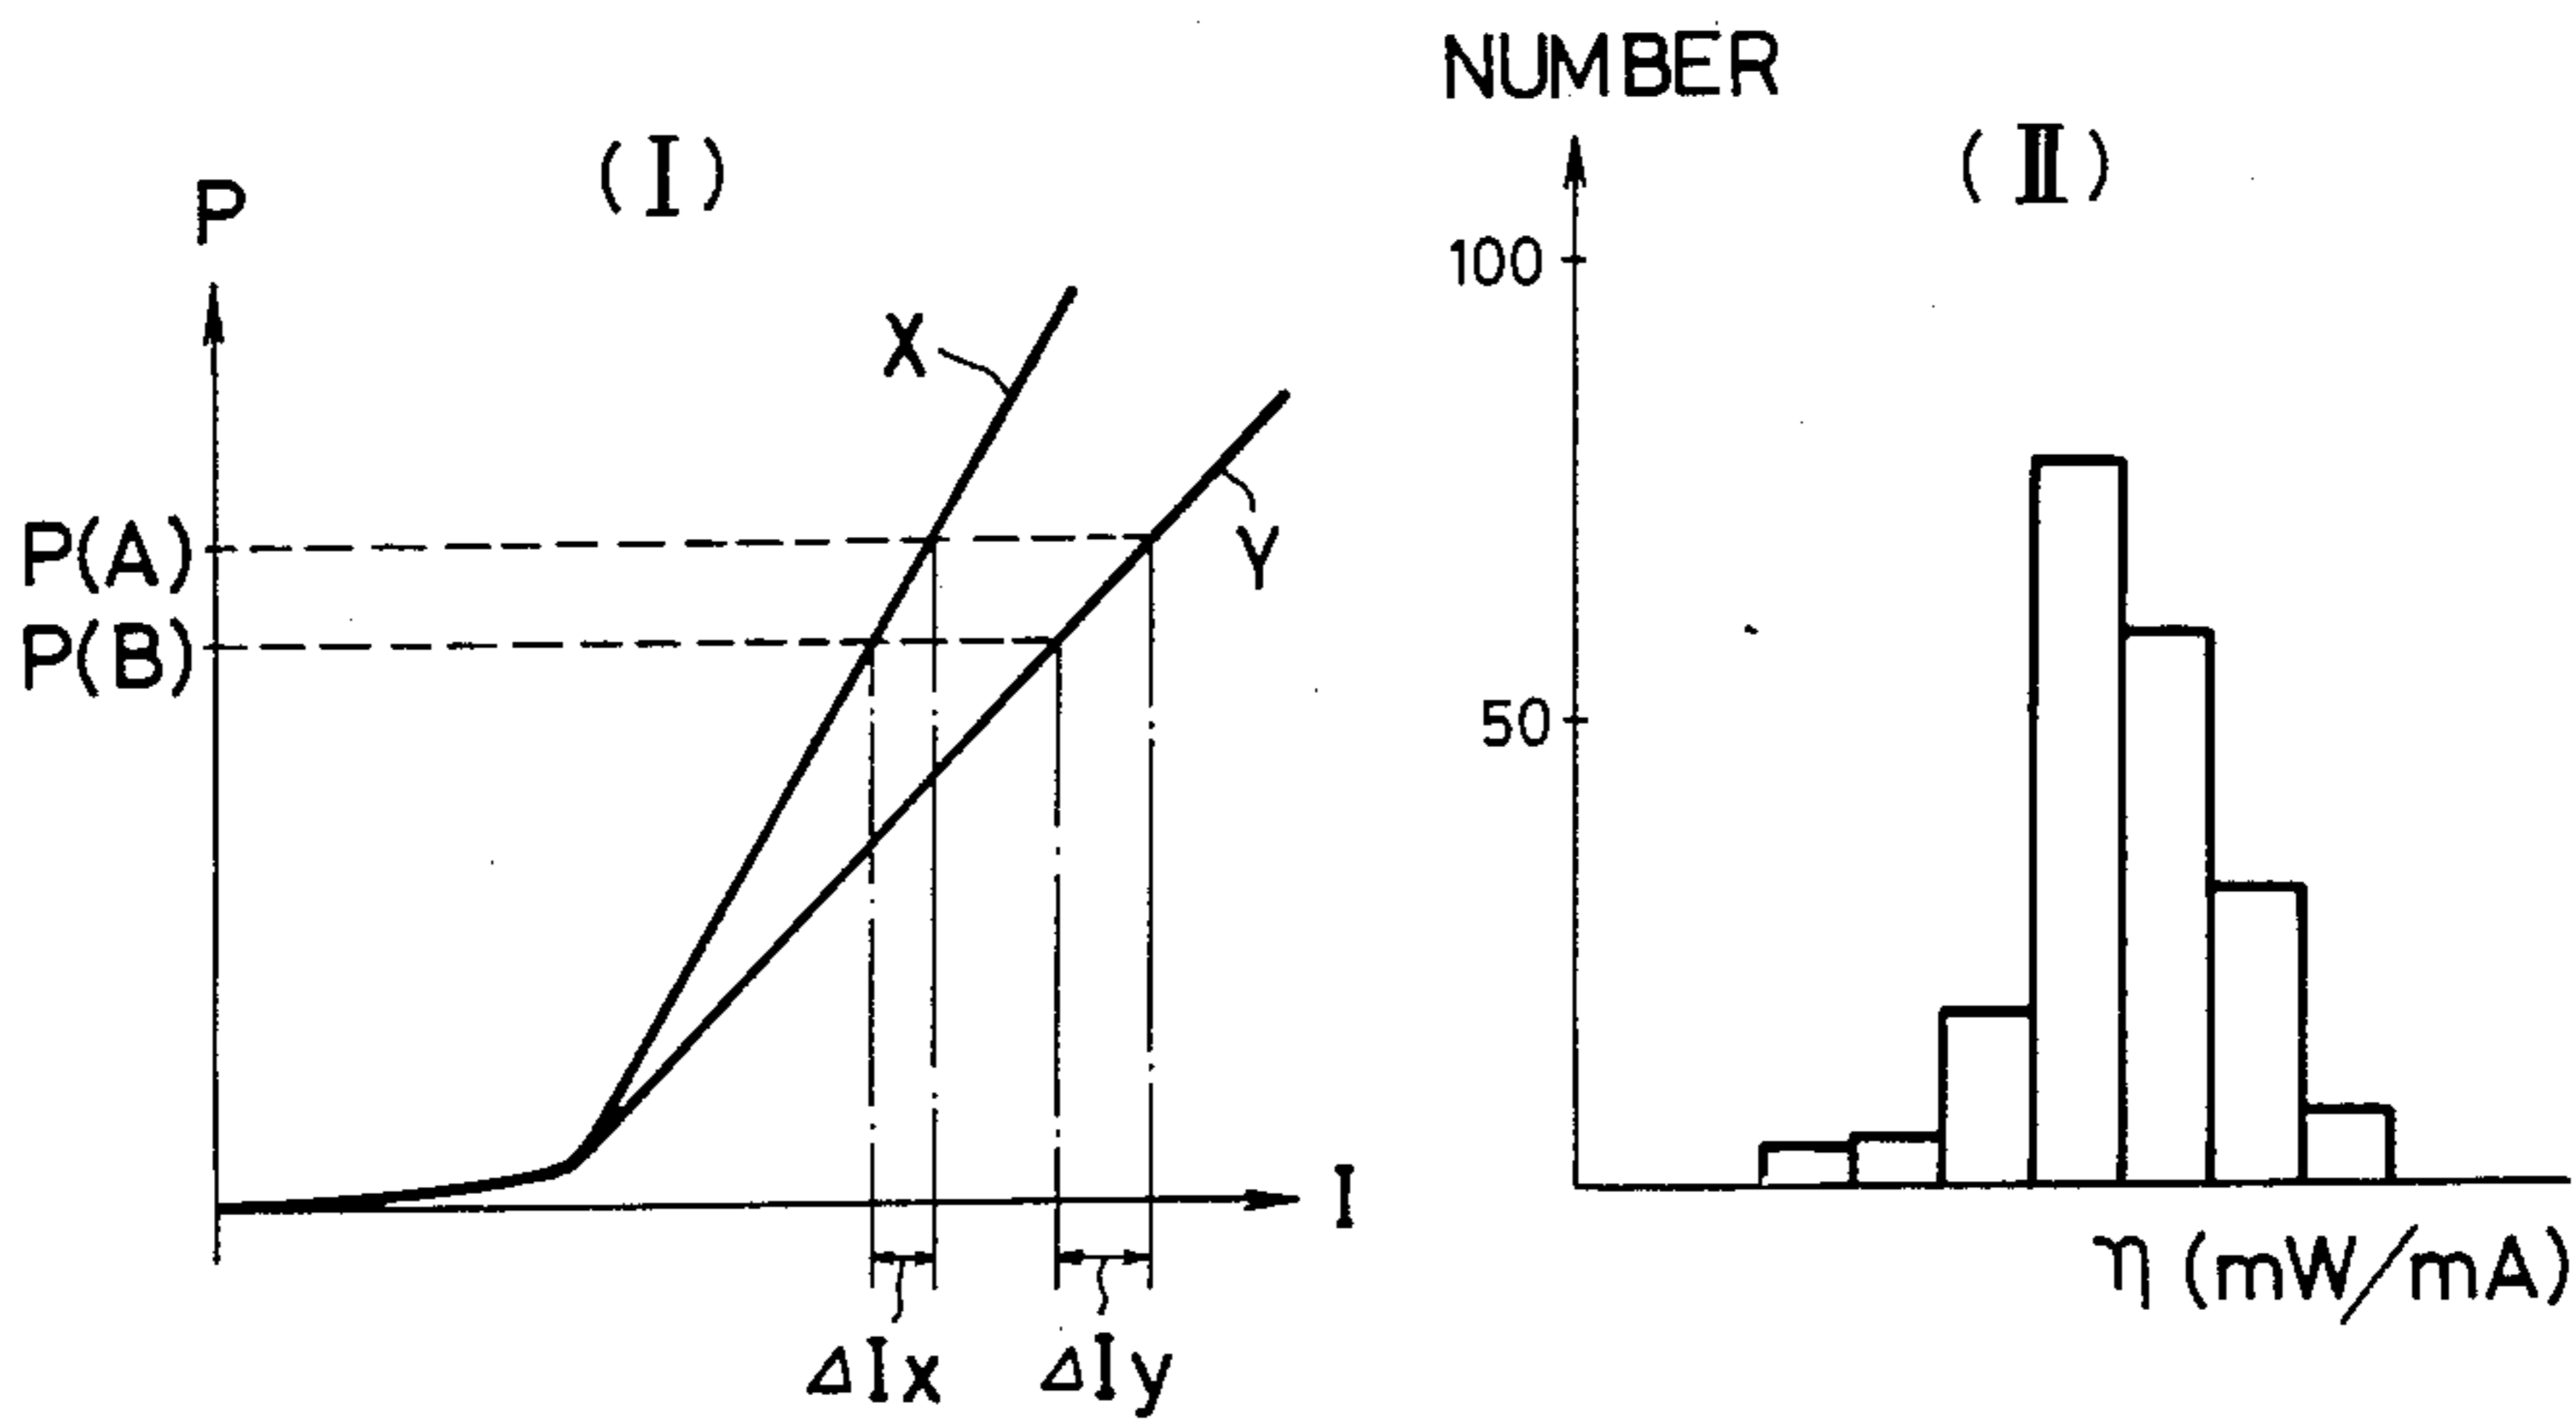 (I)
P
X
Y
P(A)
P(B)
I
ΔIx
ΔIy
NUMBER
(II)
100
50
η (mW/mA)